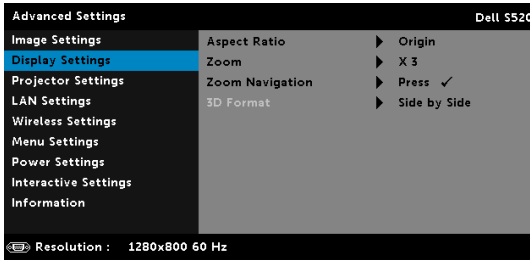 Advanced Settings Dell S520
Image Settings
Display Settings
Projector Settings
LAN Settings
Wireless Settings
Menu Settings
Power Settings
Interactive Settings
Information
Aspect Ratio Origin
Zoom X 3
Zoom Navigation Press ✓
3D Format Side by Side
Resolution : 1280x800 60 Hz